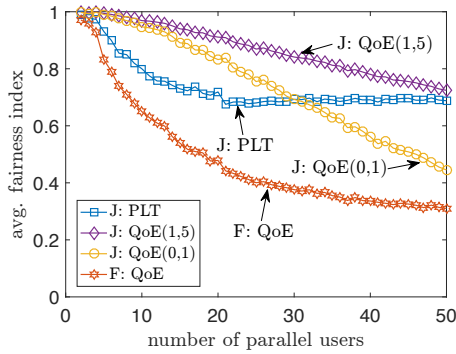 avg. fairness index
1
0.8
0.6
0.4
0.2
0
J: QoE(1,5)
J: PLT
J: QoE(0,1)
F: QoE
J: PLT
J: QoE(1,5)
J: QoE(0,1)
F: QoE
0 10 20 30 40 50
number of parallel users